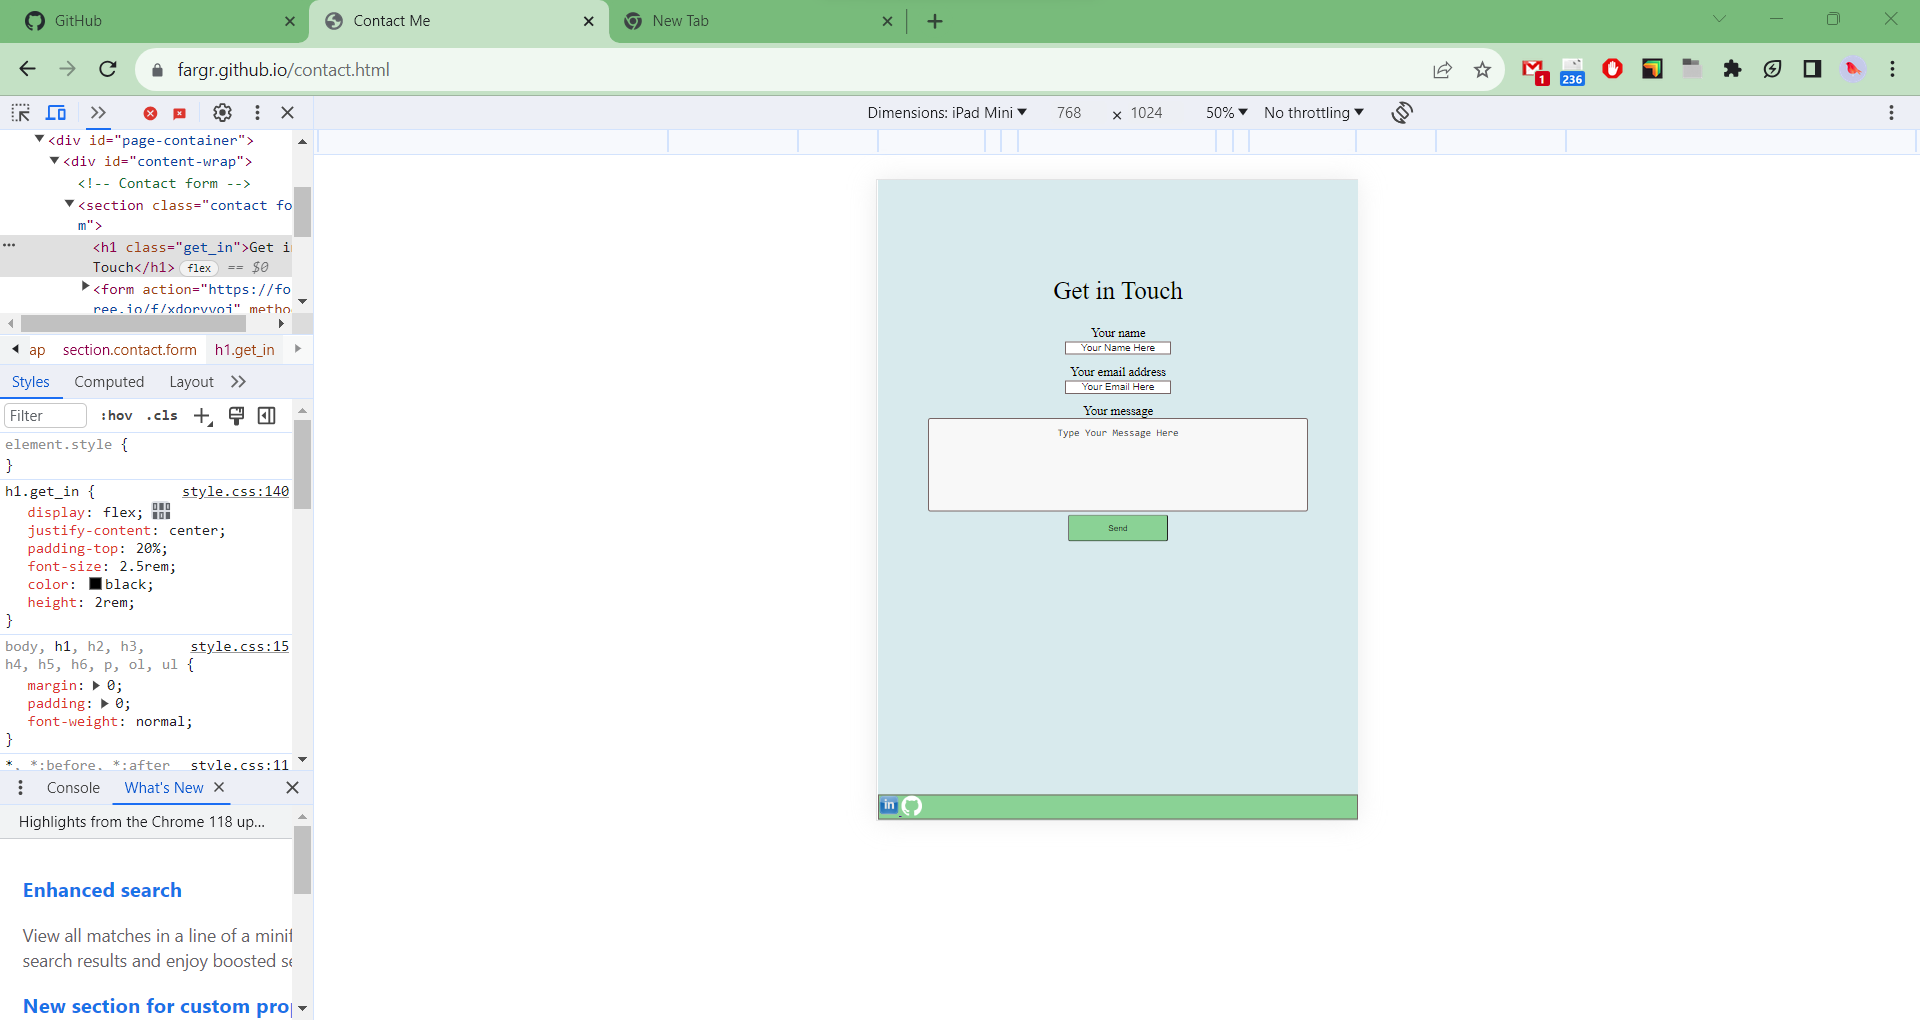 GitHub
Contact Me
New Tab
fargr.github.io/contact.html
1
236
Dimensions: iPad Mini
768
× 1024
50%
No throttling
<div id="page-container">
<div id="content-wrap">
<!-- Contact form -->
<section class="contact fo
m">
... <h1 class="get_in">Get i
Touch</h1> flex == $0
<form action="https://fo
ree.io/f/xdoryyoj" metho
ap section.contact.form h1.get_in
Styles Computed Layout
Filter :hov .cls
element.style {
}
h1.get_in { style.css:140
display: flex;
justify-content: center;
padding-top: 20%;
font-size: 2.5rem;
color: black;
height: 2rem;
}
body, h1, h2, h3, style.css:15
h4, h5, h6, p, ol, ul {
margin: 0;
padding: 0;
font-weight: normal;
}
*, *:before, *:after style.css:11
Console What's New
Highlights from the Chrome 118 up...
Enhanced search
View all matches in a line of a minif
search results and enjoy boosted se
New section for custom prop
Get in Touch
Your name
Your Name Here
Your email address
Your Email Here
Your message
Type Your Message Here
Send
in